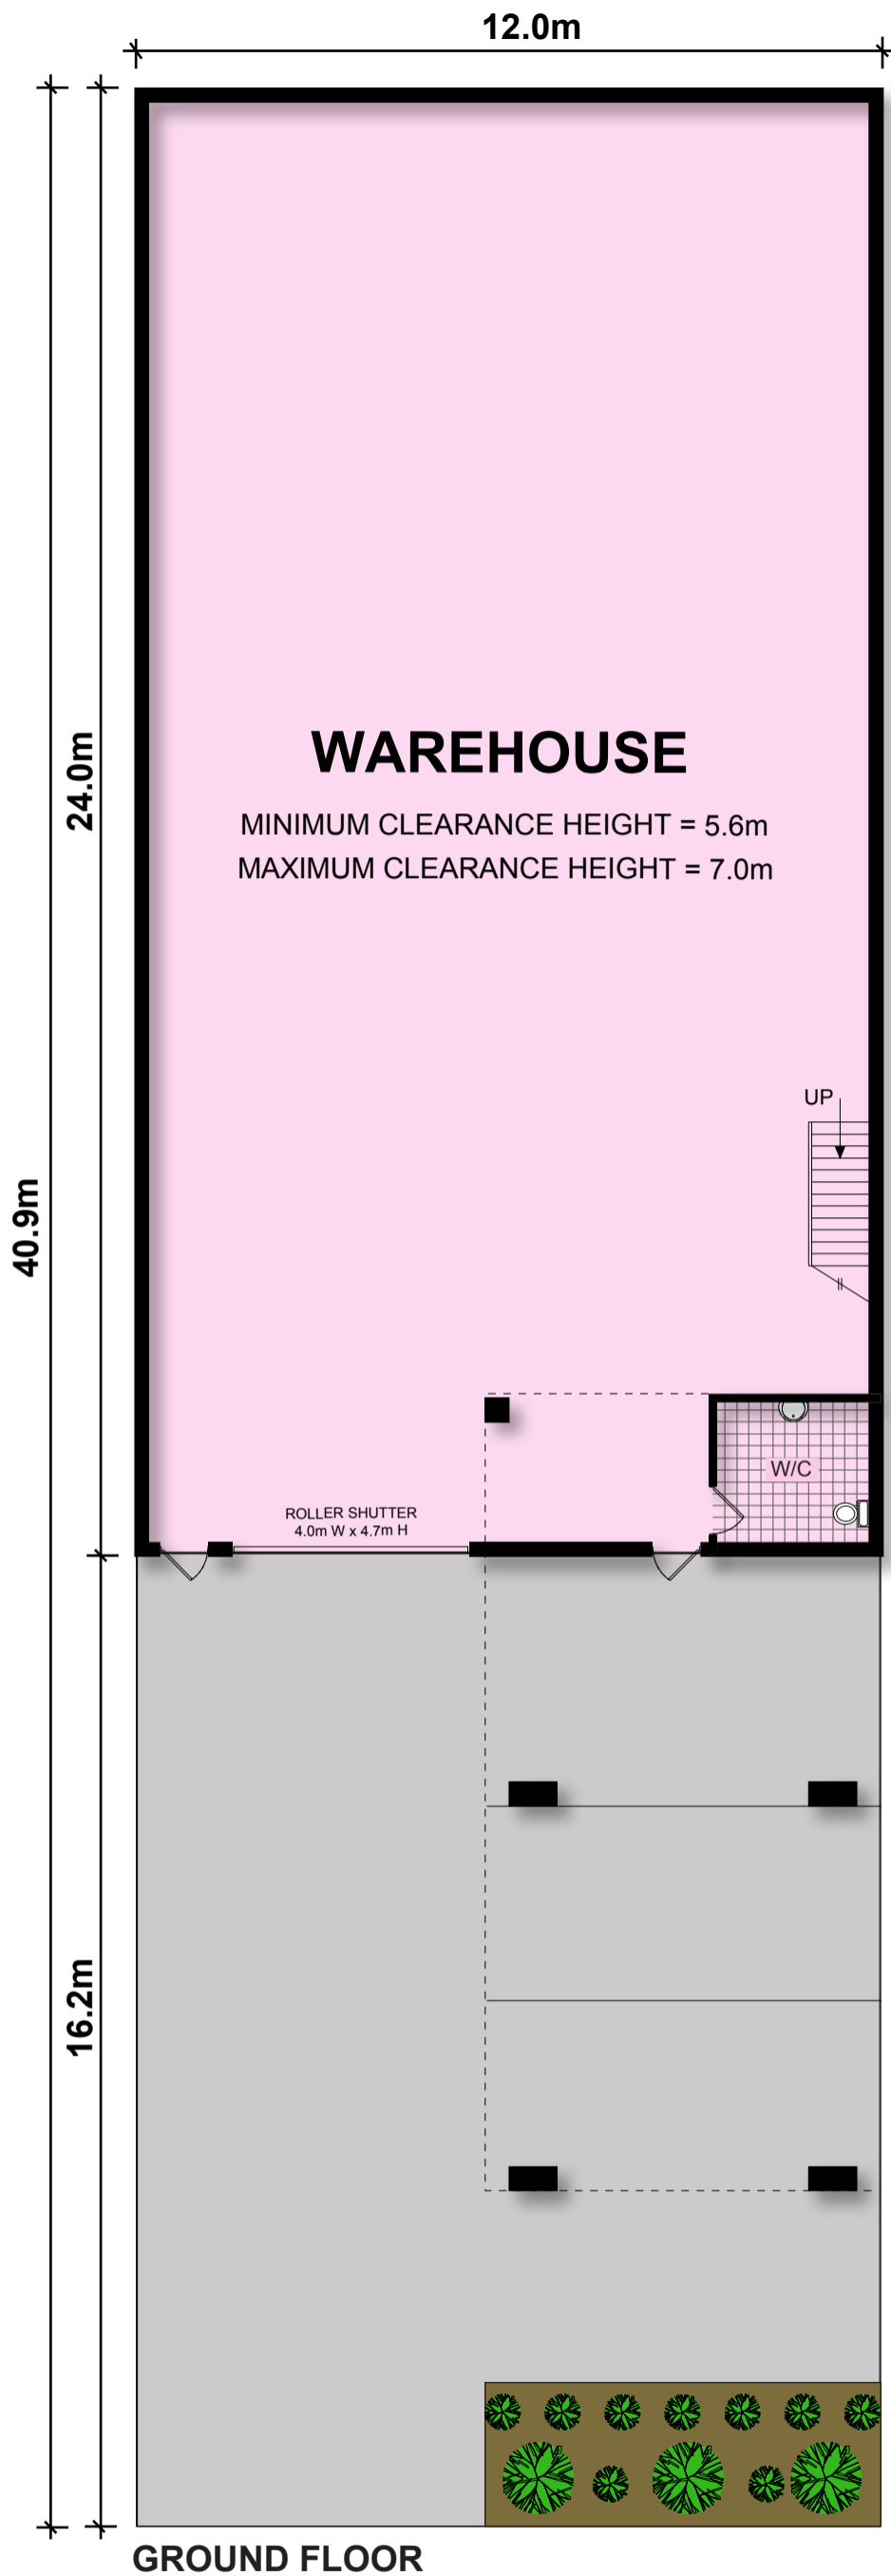 12.0m
24.0m
WAREHOUSE
MINIMUM CLEARANCE HEIGHT = 5.6m
MAXIMUM CLEARANCE HEIGHT = 7.0m
UP
40.9m
W/C
ROLLER SHUTTER
4.0m W x 4.7m H
16.2m
GROUND FLOOR